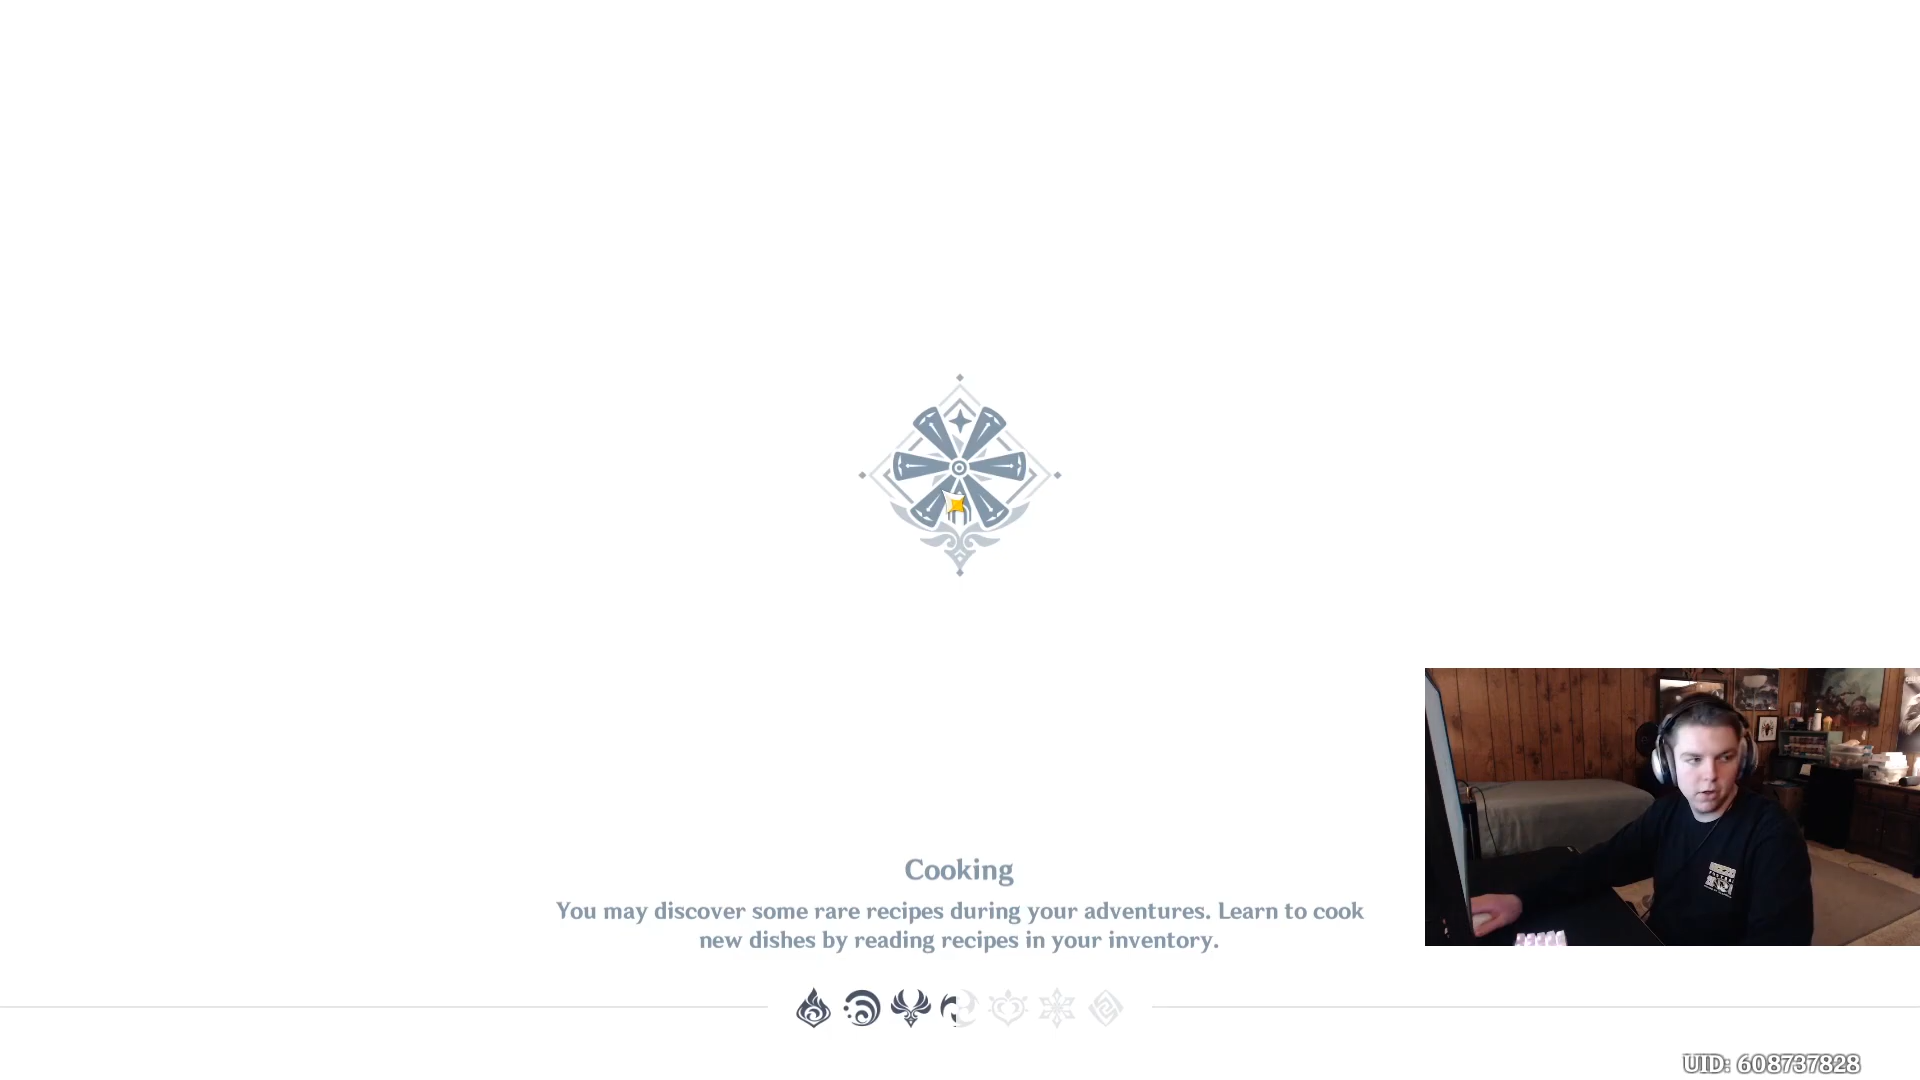 Cooking
You may discover some rare recipes during your adventures. Learn to cook
new dishes by reading recipes in your inventory.
UID: 608737828